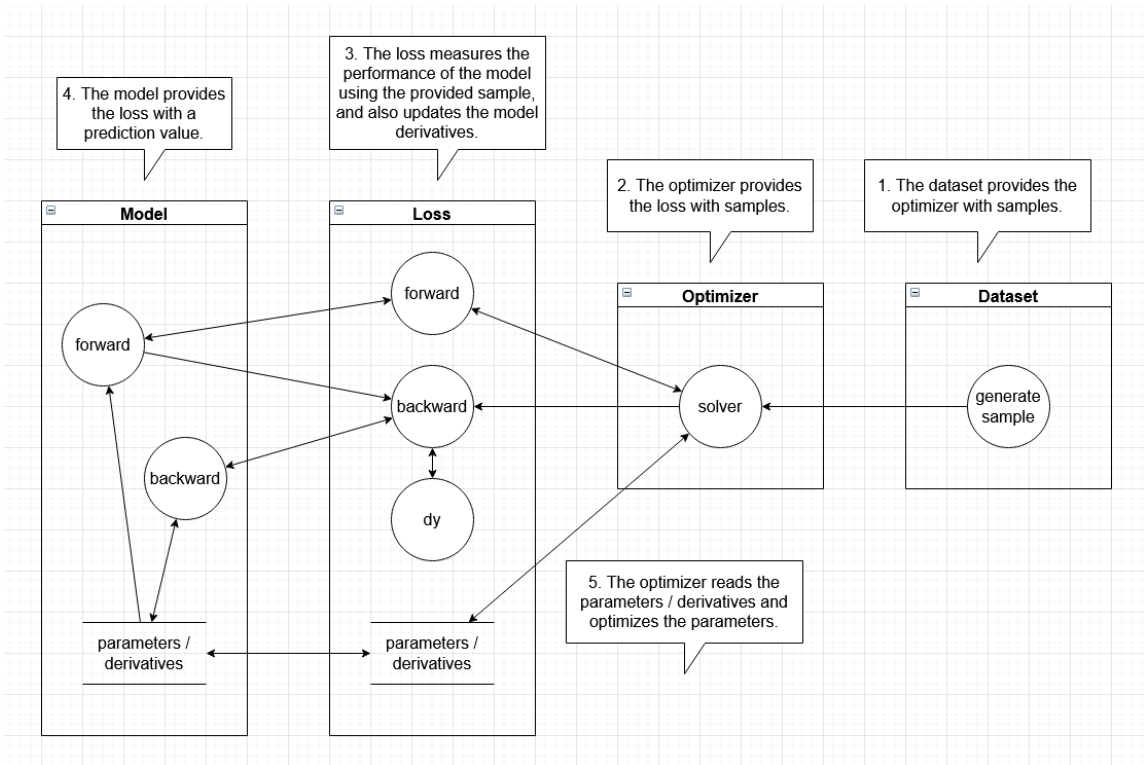 3. The loss measures the
performance of the model
using the provided sample,
and also updates the model
derivatives.
4. The model provides
the loss with a
prediction value.
2. The optimizer provides
the loss with samples.
1. The dataset provides the
optimizer with samples.
Model
Loss
Optimizer
Dataset
forward
forward
backward
solver
generate
sample
backward
dy
5. The optimizer reads the
parameters / derivatives and
optimizes the parameters.
parameters /
derivatives
parameters /
derivatives